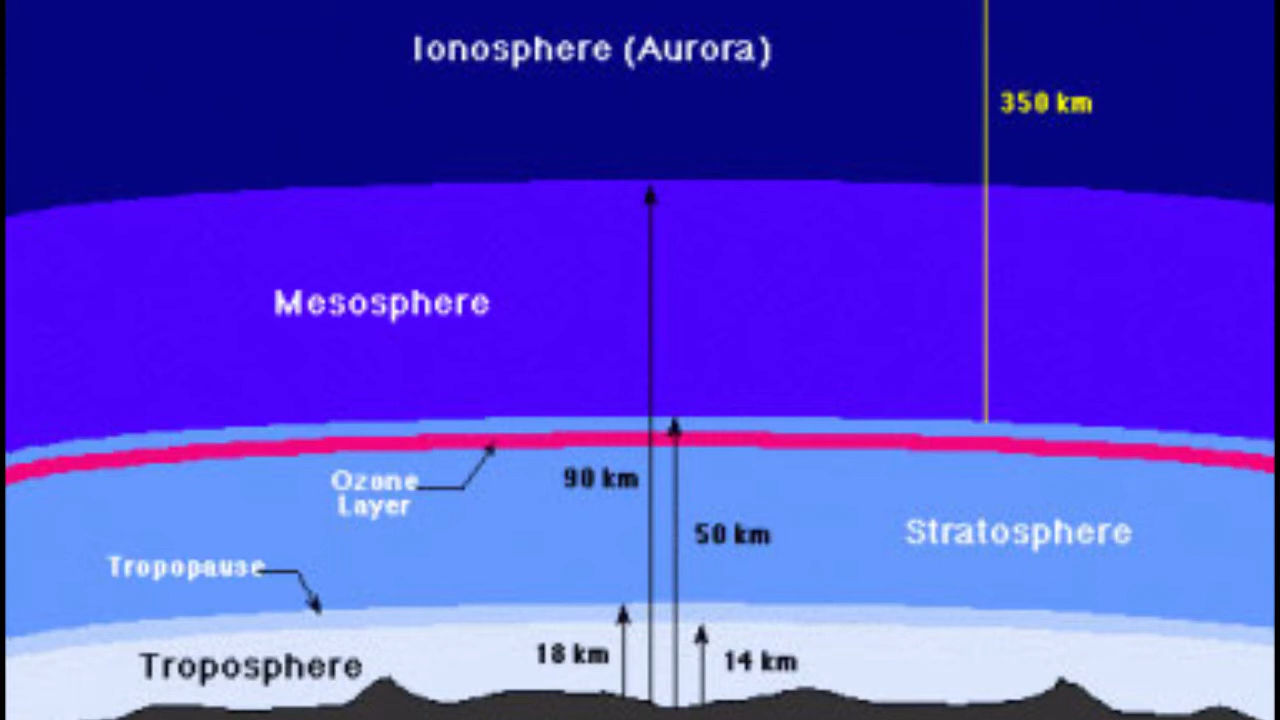 Ionosphere (Aurora)
350 km
Mesosphere
Ozone
Layer
90 km
50 km
Stratosphere
Tropopause
18 km
14 km
Troposphere